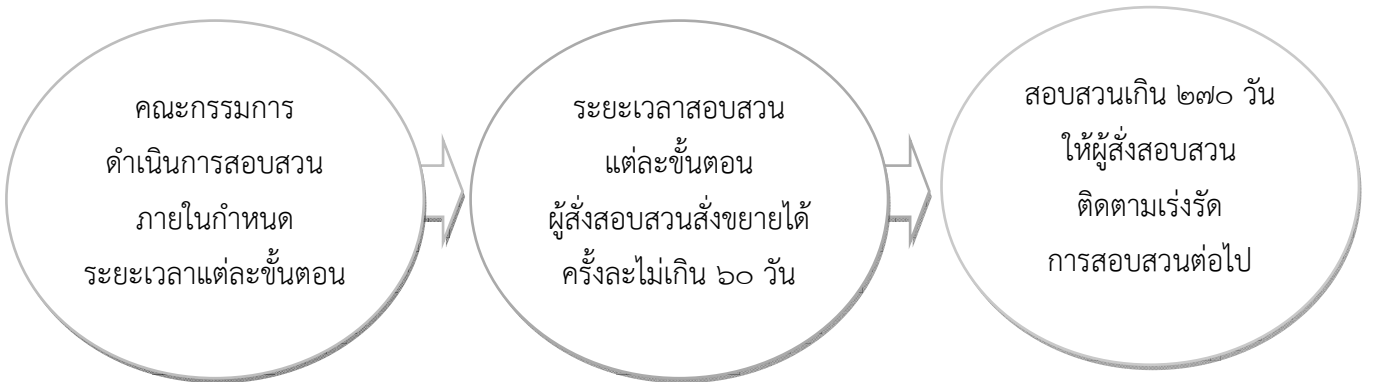 คณะกรรมการ
ดำเนินการสอบสวน
ภายในกำหนด
ระยะเวลาแต่ละขั้นตอน
ระยะเวลาสอบสวน
แต่ละขั้นตอน
ผู้สั่งสอบสวนสั่งขยายได้
ครั้งละไม่เกิน ๖๐ วัน
สอบสวนเกิน ๒๗๐ วัน
ให้ผู้สั่งสอบสวน
ติดตามเร่งรัด
การสอบสวนต่อไป